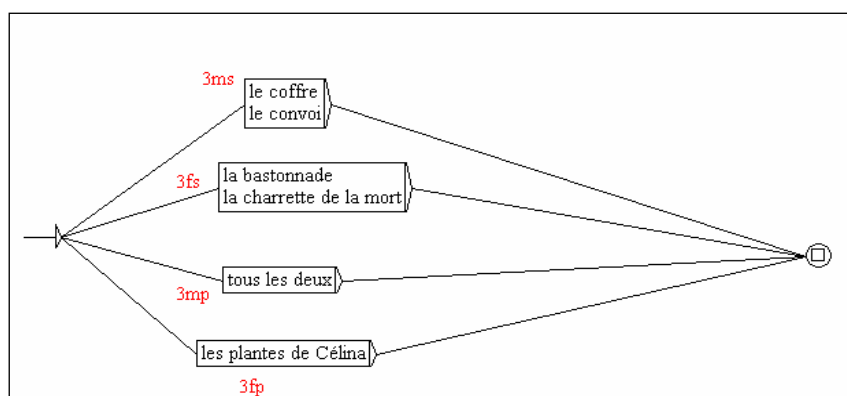 3ms
le coffre
le convoi
3fs
la bastonnade
la charrette de la mort
tous les deux
3mp
les plantes de Célina
3fp